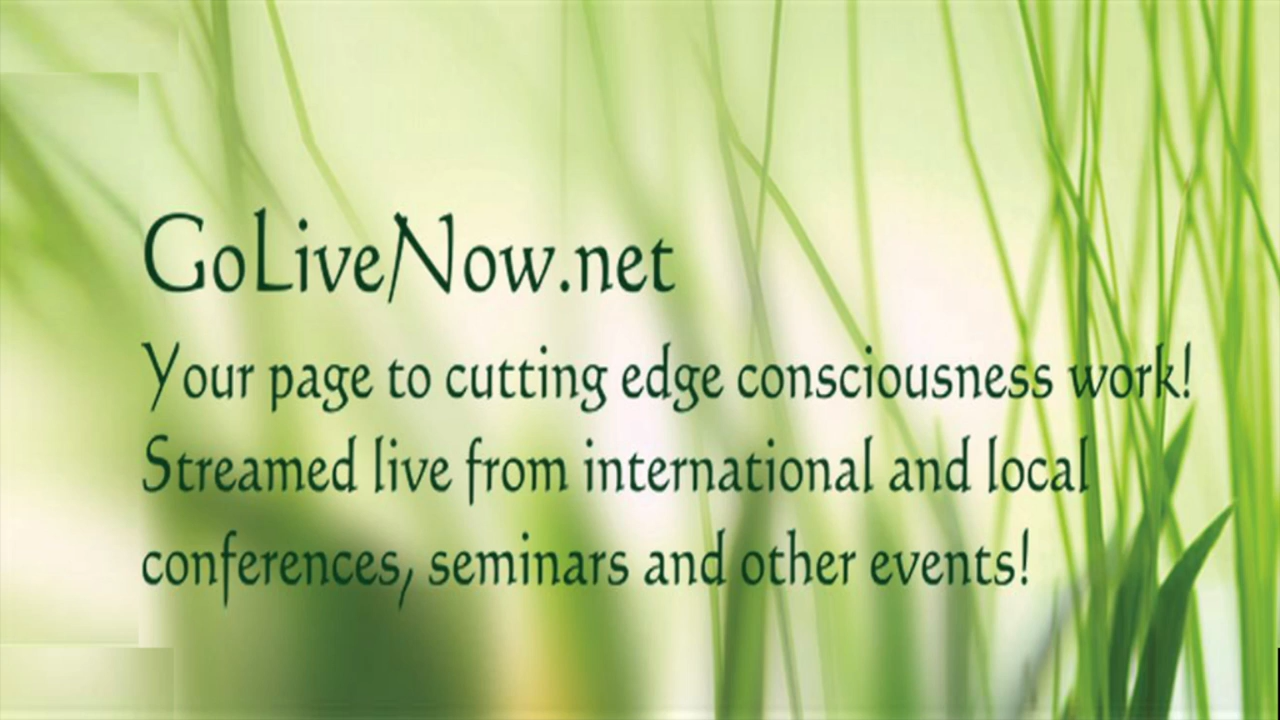 GoLiveNow.net
Your page to cutting edge consciousness work!
Streamed live from international and local
conferences, seminars and other events!